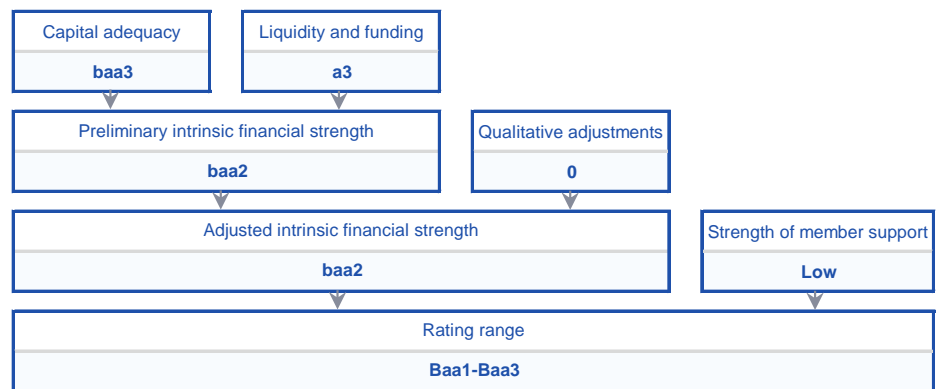 Capital adequacy
baa3
Liquidity and funding
a3
Preliminary intrinsic financial strength
baa2
Qualitative adjustments
0
Adjusted intrinsic financial strength
baa2
Strength of member support
Low
Rating range
Baa1-Baa3